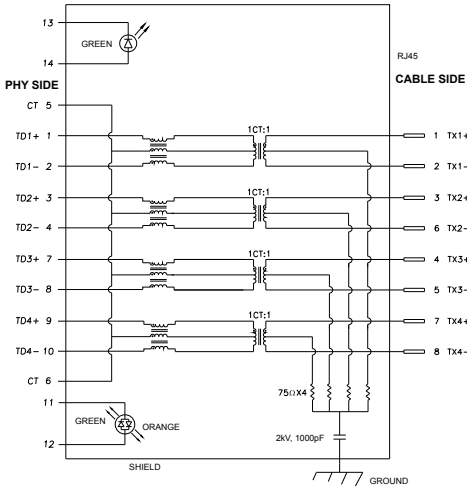 13
GREEN
14
RJ45
PHY SIDE
CABLE SIDE
CT 5
TD1+ 1
1CT:1
1 TX1+
TD1- 2
2 TX1-
TD2+ 3
1CT:1
3 TX2+
TD2- 4
6 TX2-
TD3+ 7
1CT:1
4 TX3+
TD3- 8
5 TX3-
TD4+ 9
1CT:1
7 TX4+
TD4- 10
8 TX4-
CT 6
75ΩX4
11
GREEN
ORANGE
12
2kV, 1000pF
SHIELD
GROUND